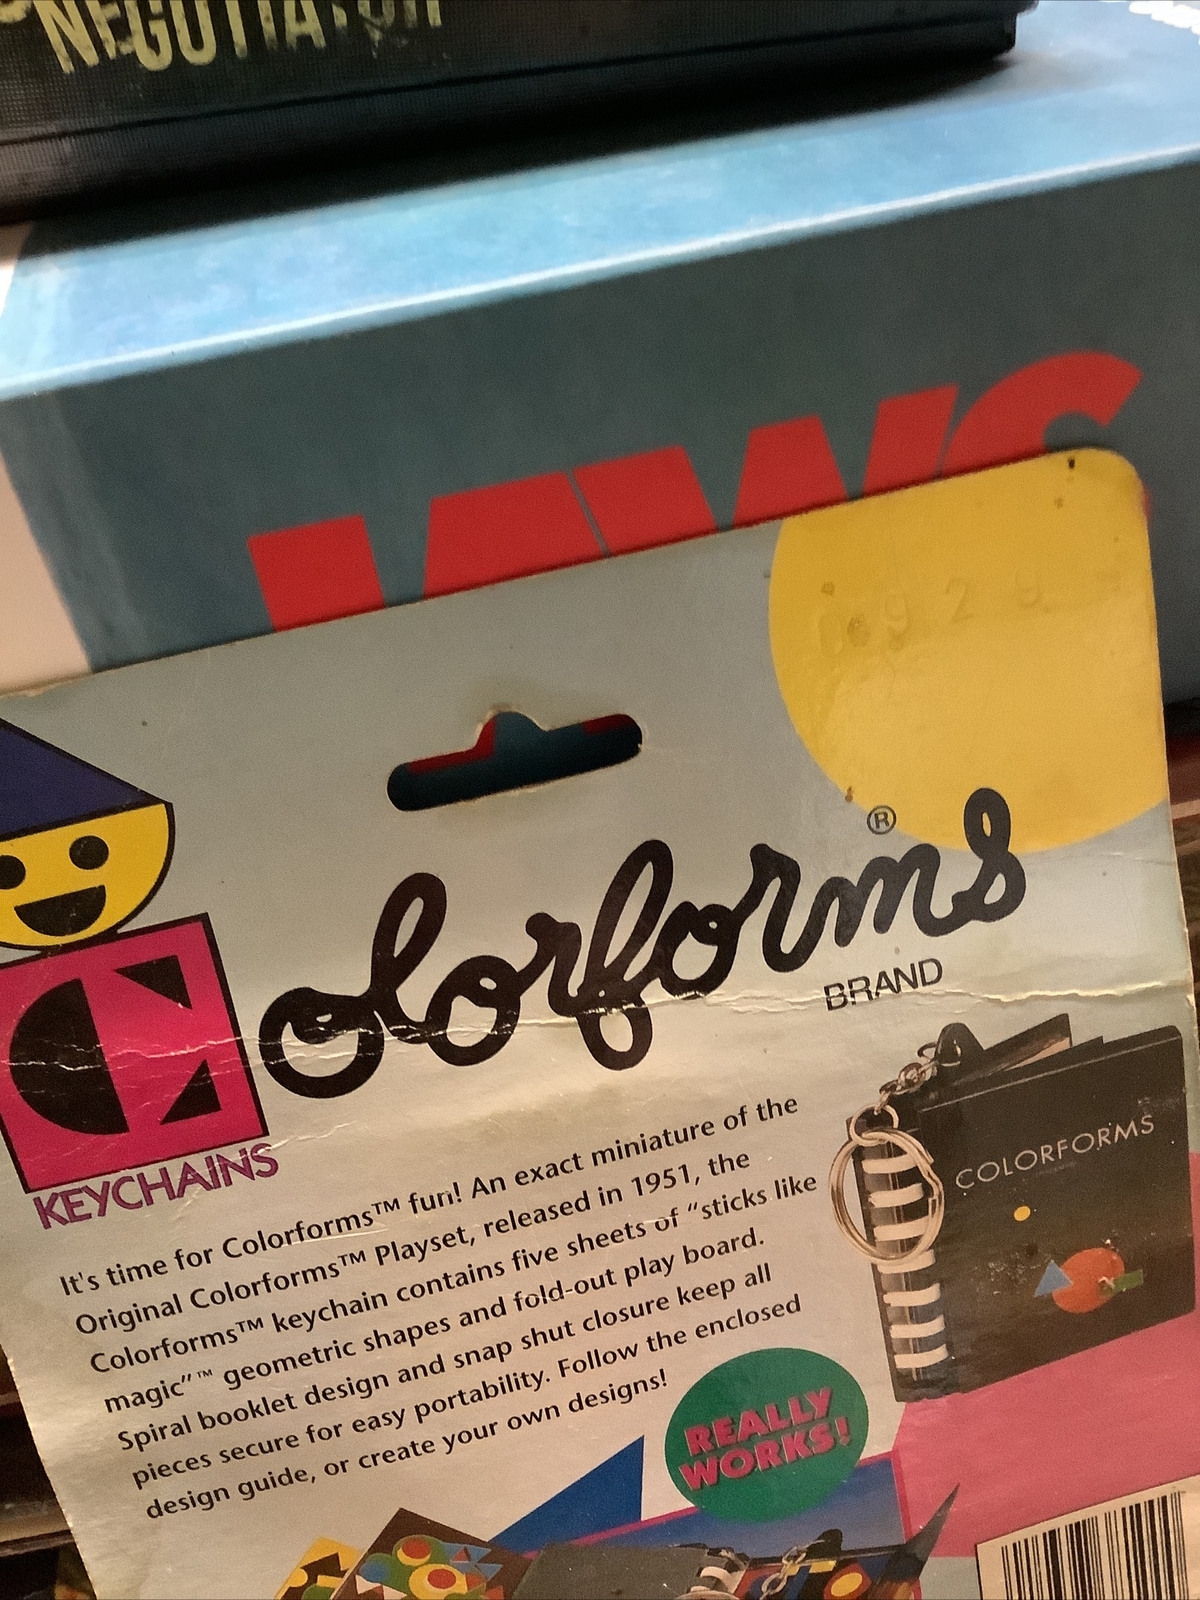 NEGOTIATOR
JAWS
Colorforms®
BRAND
KEYCHAINS
It's time for Colorforms™ fun! An exact miniature of the
Original Colorforms™ Playset, released in 1951, the
Colorforms™ keychain contains five sheets of "sticks like
magic"™ geometric shapes and fold-out play board.
Spiral booklet design and snap shut closure keep all
pieces secure for easy portability. Follow the enclosed
design guide, or create your own designs!
COLORFORMS
REALLY
WORKS!